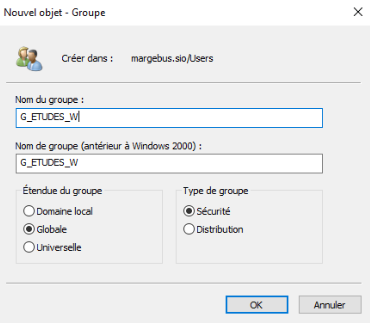 Nouvel objet - Groupe
Créer dans : margebus.sio/Users
Nom du groupe :
G_ETUDES_W
Nom de groupe (antérieur à Windows 2000) :
G_ETUDES_W
Étendue du groupe
Type de groupe
Domaine local
Sécurité
Globale
Distribution
Universelle
OK
Annuler